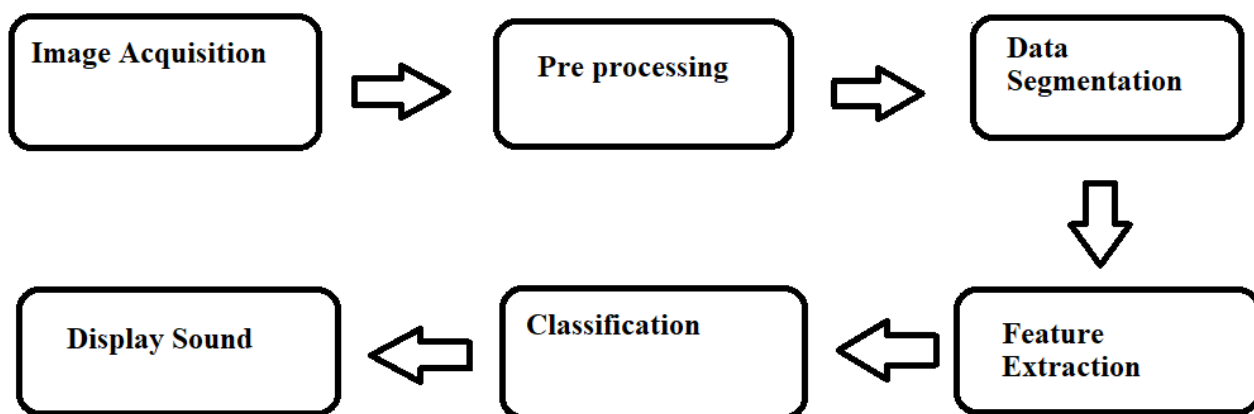 Image Acquisition
Pre processing
Data
Segmentation
Feature
Extraction
Classification
Display Sound